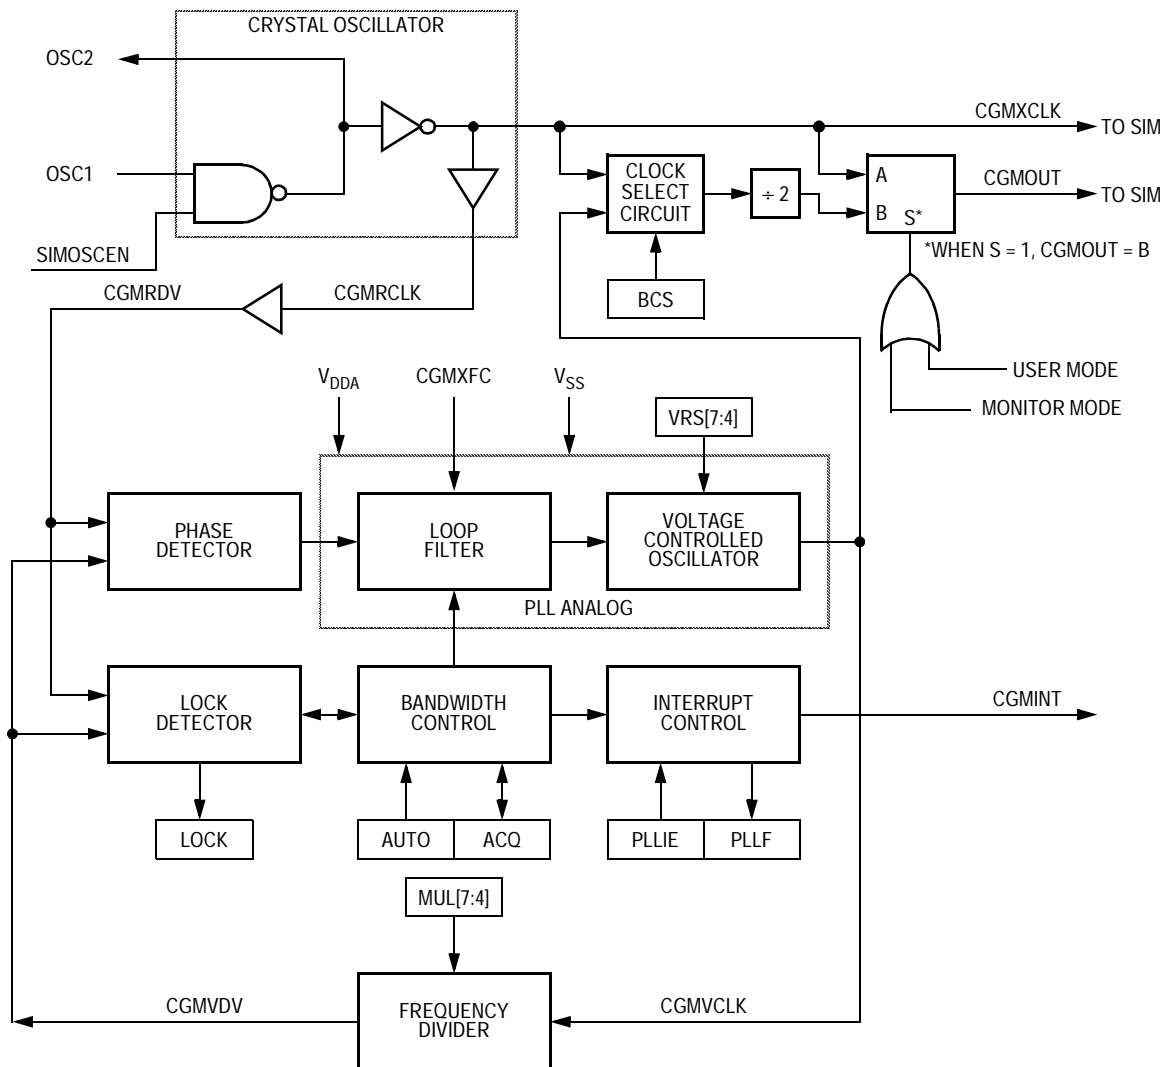 CRYSTAL OSCILLATOR
OSC2
CGMXCLK
TO SIM
OSC1
CLOCK
SELECT
CIRCUIT
÷ 2
A
B
S*
CGMOUT
TO SIM
*WHEN S = 1, CGMOUT = B
SIMOSCEN
CGMRDV
CGMRCLK
BCS
USER MODE
MONITOR MODE
VDDA
CGMXFC
VSS
VRS[7:4]
PHASE
DETECTOR
LOOP
FILTER
VOLTAGE
CONTROLLED
OSCILLATOR
PLL ANALOG
LOCK
DETECTOR
BANDWIDTH
CONTROL
INTERRUPT
CONTROL
CGMINT
LOCK
AUTO
ACQ
PLLIE
PLLF
MUL[7:4]
CGMVDV
FREQUENCY
DIVIDER
CGMVCLK